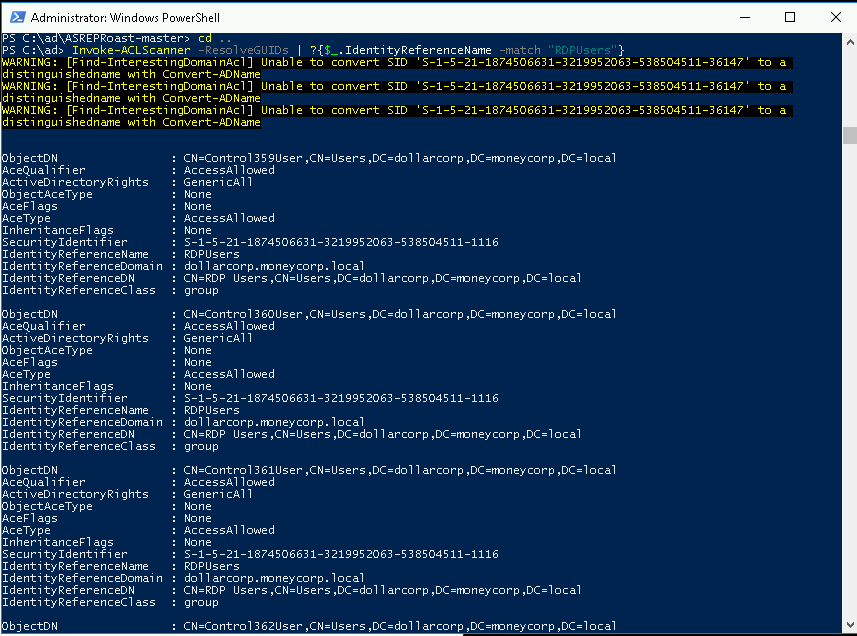 Administrator: Windows PowerShell
PS C:\ad\ASREPRoast-master> cd ..
PS C:\ad> Invoke-ACLScanner -ResolveGUIDs | ?{$_.IdentityReferenceName -match "RDPUsers"}
WARNING: [Find-InterestingDomainAcl] Unable to convert SID 'S-1-5-21-1874506631-3219952063-538504511-36147' to a
distinguishedname with Convert-ADName
WARNING: [Find-InterestingDomainAcl] Unable to convert SID 'S-1-5-21-1874506631-3219952063-538504511-36147' to a
distinguishedname with Convert-ADName
WARNING: [Find-InterestingDomainAcl] Unable to convert SID 'S-1-5-21-1874506631-3219952063-538504511-36147' to a
distinguishedname with Convert-ADName
ObjectDN : CN=Control359User,CN=Users,DC=dollarcorp,DC=moneycorp,DC=local
AceQualifier : AccessAllowed
ActiveDirectoryRights : GenericAll
ObjectAceType : None
AceFlags : None
AceType : AccessAllowed
InheritanceFlags : None
SecurityIdentifier : S-1-5-21-1874506631-3219952063-538504511-1116
IdentityReferenceName : RDPUsers
IdentityReferenceDomain : dollarcorp.moneycorp.local
IdentityReferenceDN : CN=RDP Users,CN=Users,DC=dollarcorp,DC=moneycorp,DC=local
IdentityReferenceClass : group
ObjectDN : CN=Control360User,CN=Users,DC=dollarcorp,DC=moneycorp,DC=local
AceQualifier : AccessAllowed
ActiveDirectoryRights : GenericAll
ObjectAceType : None
AceFlags : None
AceType : AccessAllowed
InheritanceFlags : None
SecurityIdentifier : S-1-5-21-1874506631-3219952063-538504511-1116
IdentityReferenceName : RDPUsers
IdentityReferenceDomain : dollarcorp.moneycorp.local
IdentityReferenceDN : CN=RDP Users,CN=Users,DC=dollarcorp,DC=moneycorp,DC=local
IdentityReferenceClass : group
ObjectDN : CN=Control361User,CN=Users,DC=dollarcorp,DC=moneycorp,DC=local
AceQualifier : AccessAllowed
ActiveDirectoryRights : GenericAll
ObjectAceType : None
AceFlags : None
AceType : AccessAllowed
InheritanceFlags : None
SecurityIdentifier : S-1-5-21-1874506631-3219952063-538504511-1116
IdentityReferenceName : RDPUsers
IdentityReferenceDomain : dollarcorp.moneycorp.local
IdentityReferenceDN : CN=RDP Users,CN=Users,DC=dollarcorp,DC=moneycorp,DC=local
IdentityReferenceClass : group
ObjectDN : CN=Control362User,CN=Users,DC=dollarcorp,DC=moneycorp,DC=local